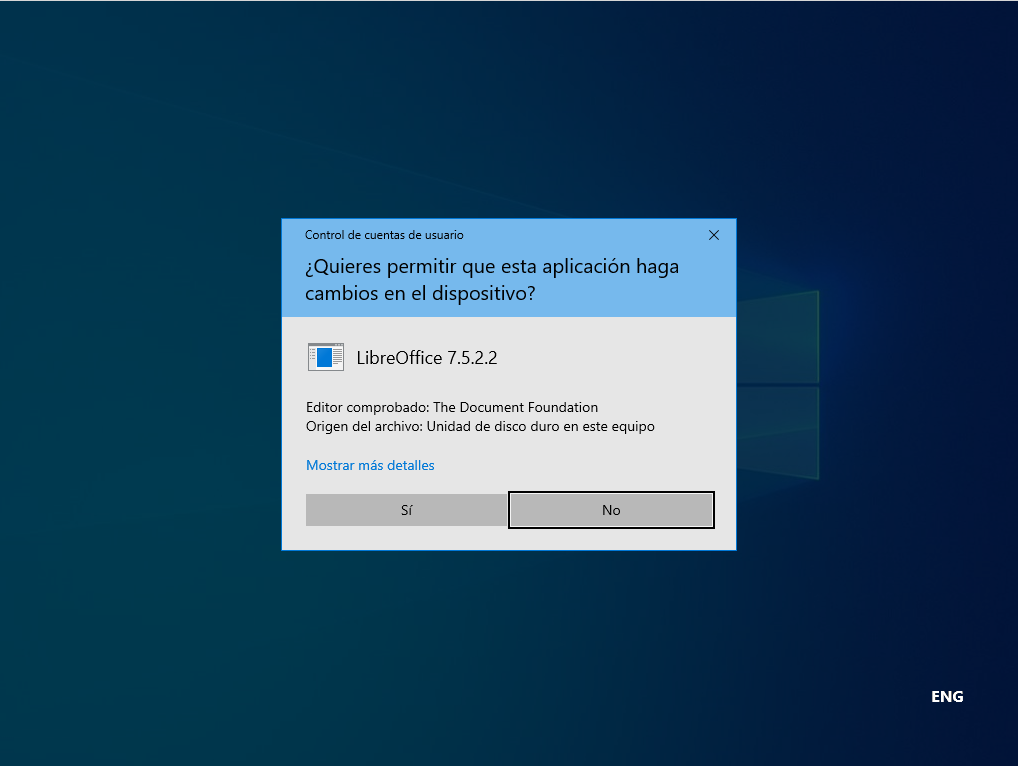 Control de cuentas de usuario
¿Quieres permitir que esta aplicación haga
cambios en el dispositivo?
LibreOffice 7.5.2.2
Editor comprobado: The Document Foundation
Origen del archivo: Unidad de disco duro en este equipo
Mostrar más detalles
Sí
No
ENG